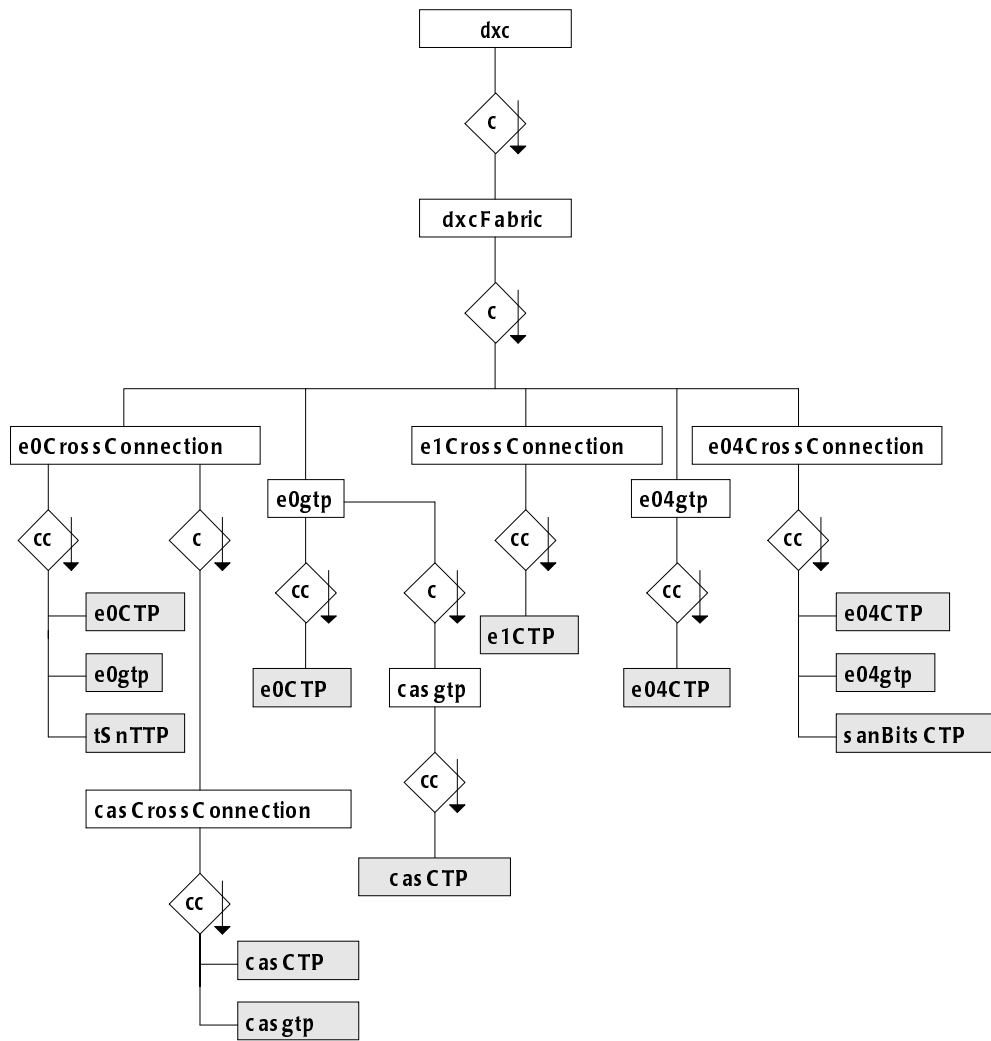 dxc
c
dxcFabric
c
e0CrossConnection
e1CrossConnection
e04CrossConnection
e0gtp
e04gtp
cc
c
cc
cc
cc
c
cc
e0CTP
e04CTP
e1CTP
e0gtp
e0CTP
casgtp
e04CTP
e04gtp
tSnTTP
sanBitsCTP
cc
casCrossConnection
casCTP
cc
casCTP
casgtp